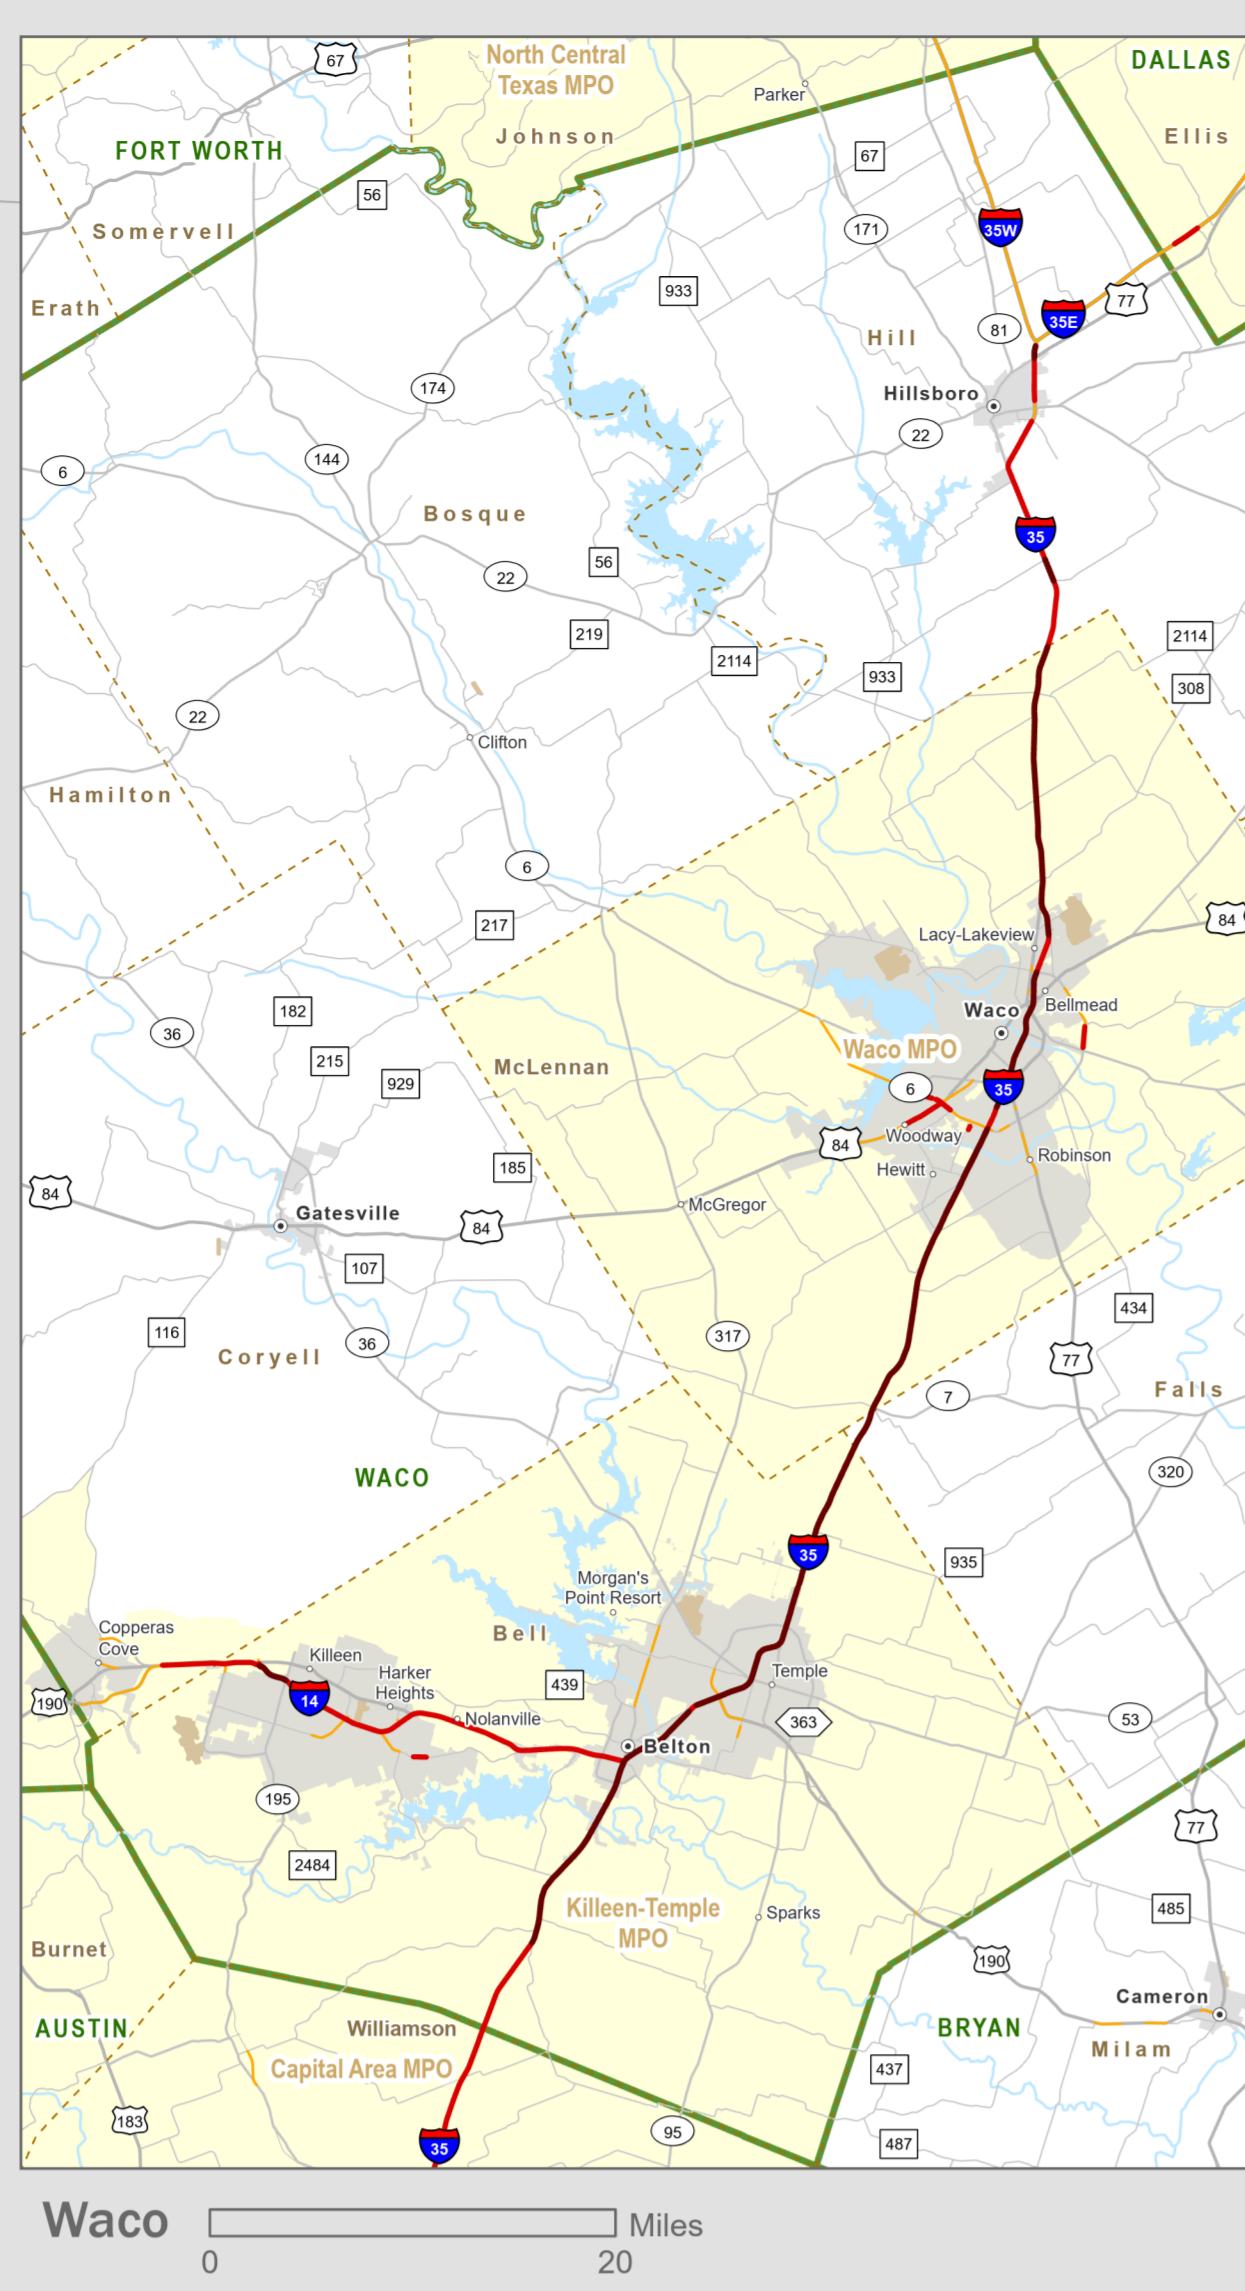 67
North Central
Texas MPO
DALLAS
Parker
Johnson
Ellis
FORT WORTH
67
56
Somervell
171
35W
933
77
Erath
35E
81
Hill
174
Hillsboro
22
144
6
Bosque
35
56
22
219
2114
2114
933
308
22
Clifton
Hamilton
6
217
84
Lacy-Lakeview
182
Waco
Bellmead
36
Waco MPO
215
McLennan
929
6
35
84
Woodway
Robinson
185
Hewitt
84
McGregor
Gatesville
84
107
434
116
317
36
Coryell
77
Falls
7
320
WACO
35
935
Morgan's
Point Resort
Copperas
Cove
Bell
Killeen
Temple
Harker
Heights
439
190
14
Nolanville
363
53
Belton
195
77
2484
Killeen-Temple
MPO
Sparks
485
Burnet
190
Cameron
AUSTIN
Williamson
BRYAN
Milam
Capital Area MPO
437
183
95
35
487
Waco
Miles
0
20